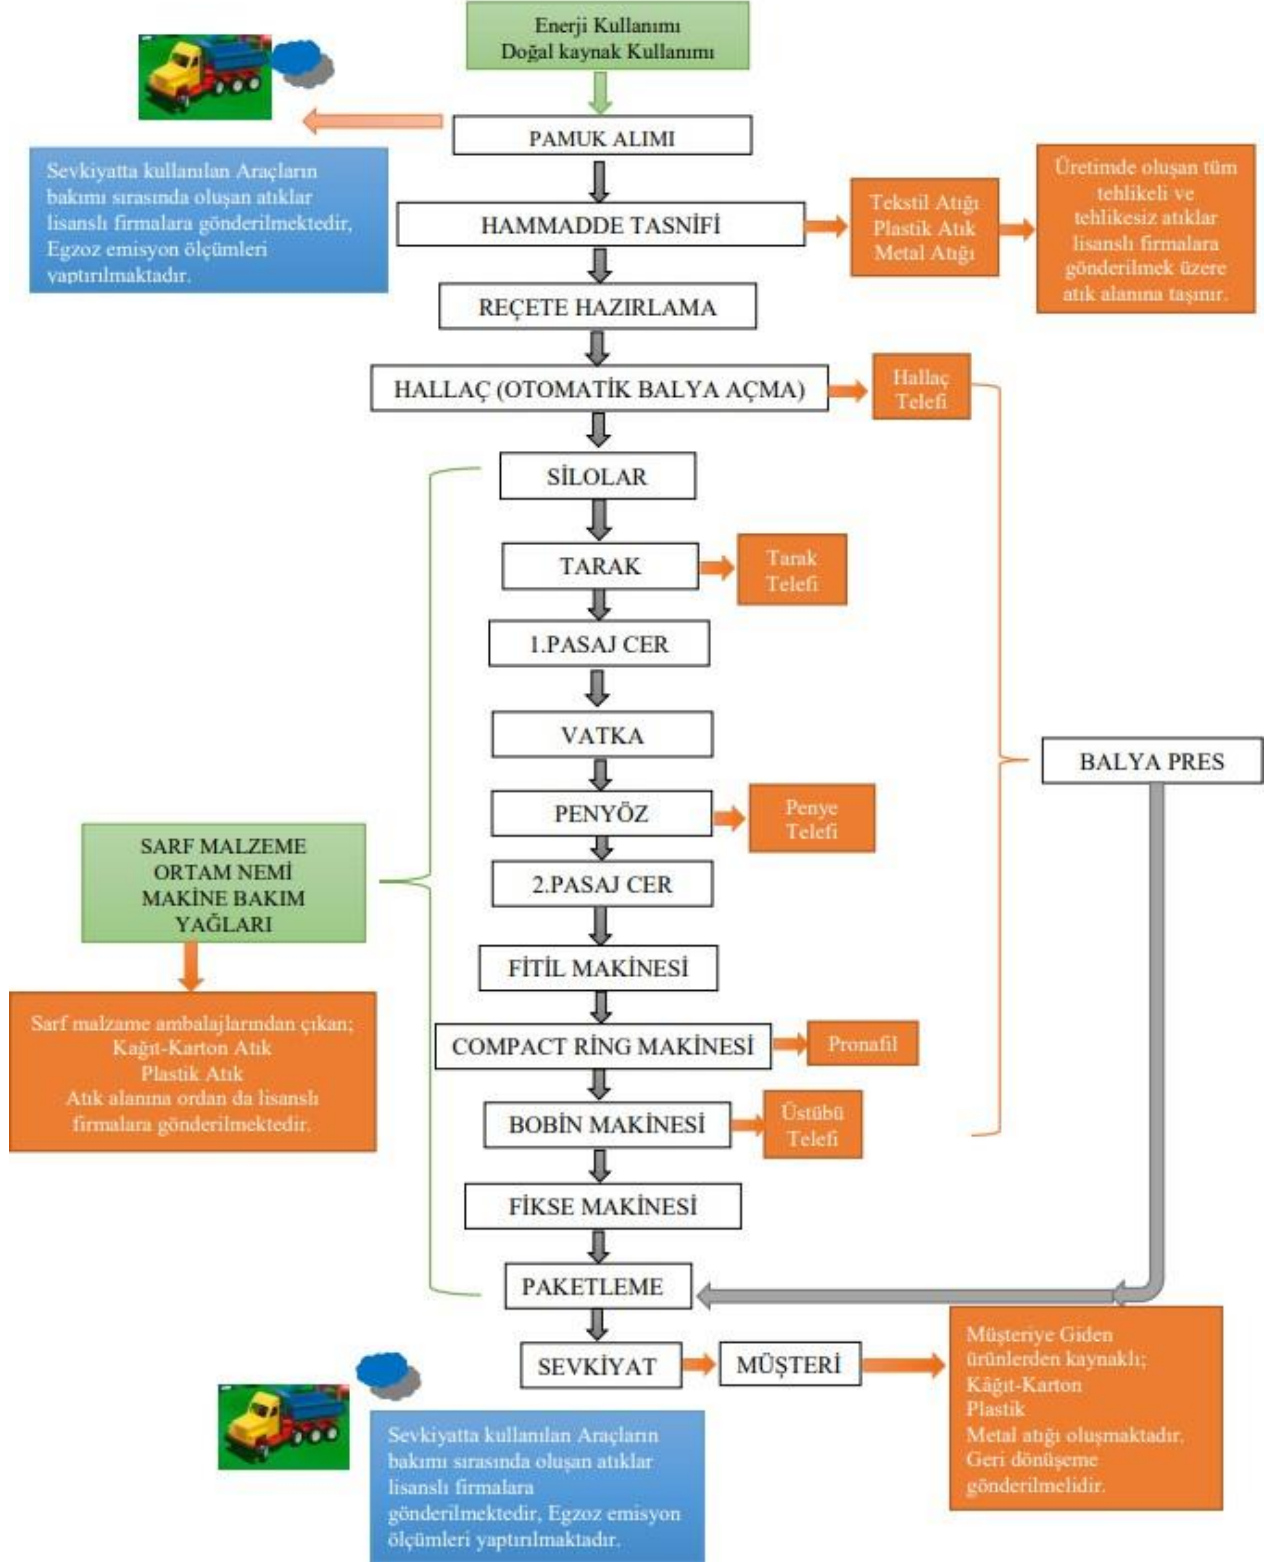 Enerji Kullanımı
Doğal kaynak Kullanımı
PAMUK ALIMI
Sevkiyatta kullanılan Araçların
bakımı sırasında oluşan atıklar
lisanslı firmalara gönderilmektedir,
Egzoz emisyon ölçümleri
yaptırılmaktadır.
HAMMADDE TASNİFİ
Tekstil Atığı
Plastik Atık
Metal Atığı
Üretimde oluşan tüm
tehlikeli ve
tehlikesiz atıklar
lisanslı firmalara
gönderilmek üzere
atık alanına taşınır.
REÇETE HAZIRLAMA
HALLAÇ (OTOMATİK BALYA AÇMA)
Hallaç
Telefi
SİLOLAR
TARAK
Tarak
Telefi
1.PASAJ CER
VATKA
BALYA PRES
PENYÖZ
Penye
Telefi
SARF MALZEME
ORTAM NEMİ
MAKİNE BAKIM
YAĞLARI
2.PASAJ CER
FİTİL MAKİNESİ
Sarf malzame ambalajlarından çıkan;
Kağıt-Karton Atık
Plastik Atık
Atık alanına ordan da lisanslı
firmalara gönderilmektedir.
COMPACT RİNG MAKİNESİ
Pronafil
BOBİN MAKİNESİ
Üstübü
Telefi
FİKSE MAKİNESİ
PAKETLEME
SEVKİYAT
MÜŞTERİ
Müşteriye Giden
ürünlerden kaynaklı;
Kâğıt-Karton
Plastik
Metal atığı oluşmaktadır.
Geri dönüşeme
gönderilmelidir.
Sevkiyatta kullanılan Araçların
bakımı sırasında oluşan atıklar
lisanslı firmalara
gönderilmektedir, Egzoz emisyon
ölçümleri yaptırılmaktadır.